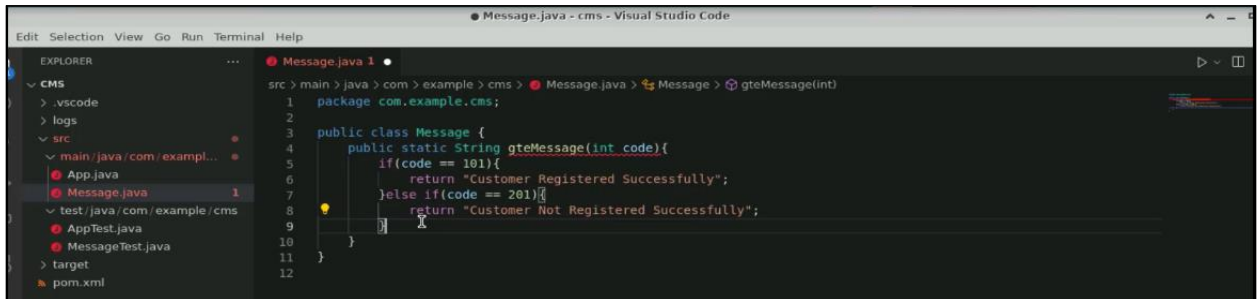 Message.java - cms - Visual Studio Code
Edit Selection View Go Run Terminal Help
EXPLORER ...
CMS
.vscode
logs
src
main/java/com/exampl...
App.java
Message.java 1
test/java/com/example/cms
AppTest.java
MessageTest.java
target
pom.xml
Message.java 1
src > main > java > com > example > cms > Message.java > Message > gteMessage(int)
1 package com.example.cms;
2
3 public class Message {
4 public static String gteMessage(int code){
5 if(code == 101){
6 return "Customer Registered Successfully";
7 }else if(code == 201){
8 return "Customer Not Registered Successfully";
9 }
10 }
11 }
12